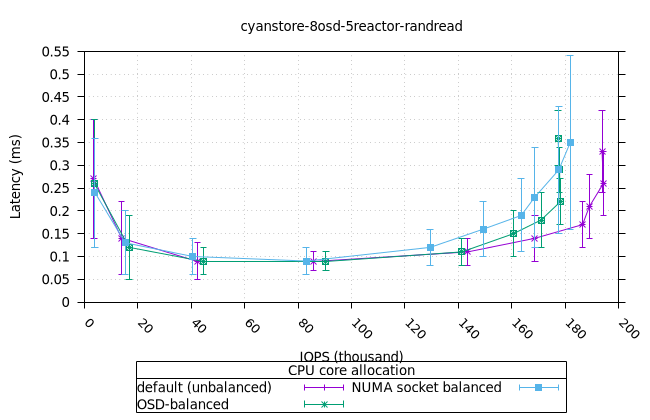 cyanstore-8osd-5reactor-randread
0.55
0.5
0.45
0.4
0.35
0.3
0.25
0.2
0.15
0.1
0.05
0
Latency (ms)
0 20 40 60 80 100 120 140 160 180 200
IOPS (thousand)
CPU core allocation
default (unbalanced) NUMA socket balanced
OSD-balanced